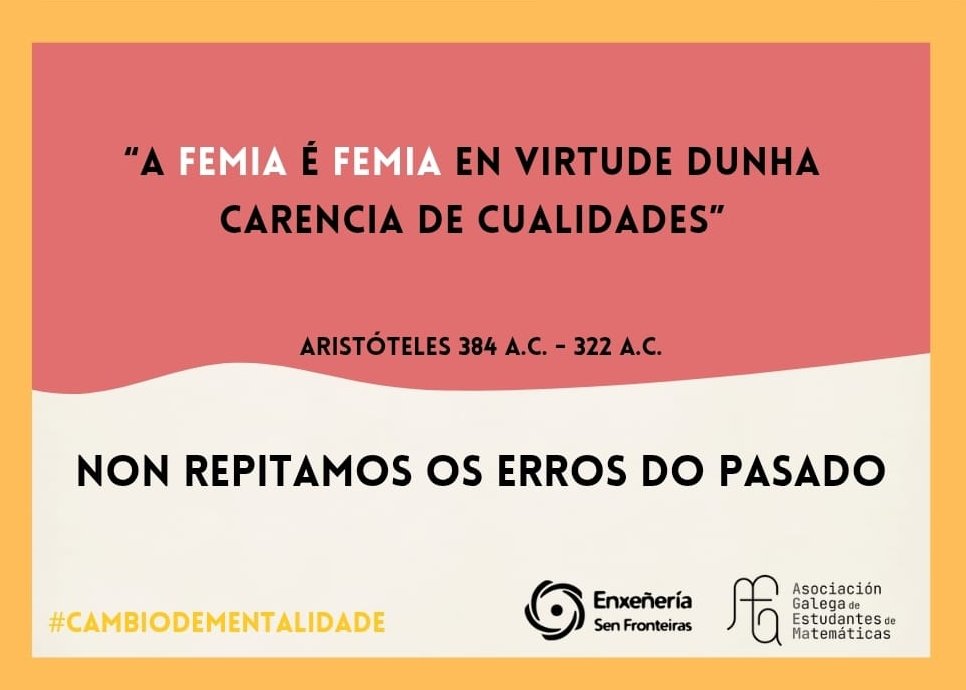 “A FEMIA É FEMIA EN VIRTUDE DUNHA
CARENCIA DE CUALIDADES”
ARISTÓTELES 384 A.C. - 322 A.C.
NON REPITAMOS OS ERROS DO PASADO
#CAMBIODEMENTALIDADE
Enxeñería
Sen Fronteiras
Asociación
Galega de
Estudantes de
Matemáticas